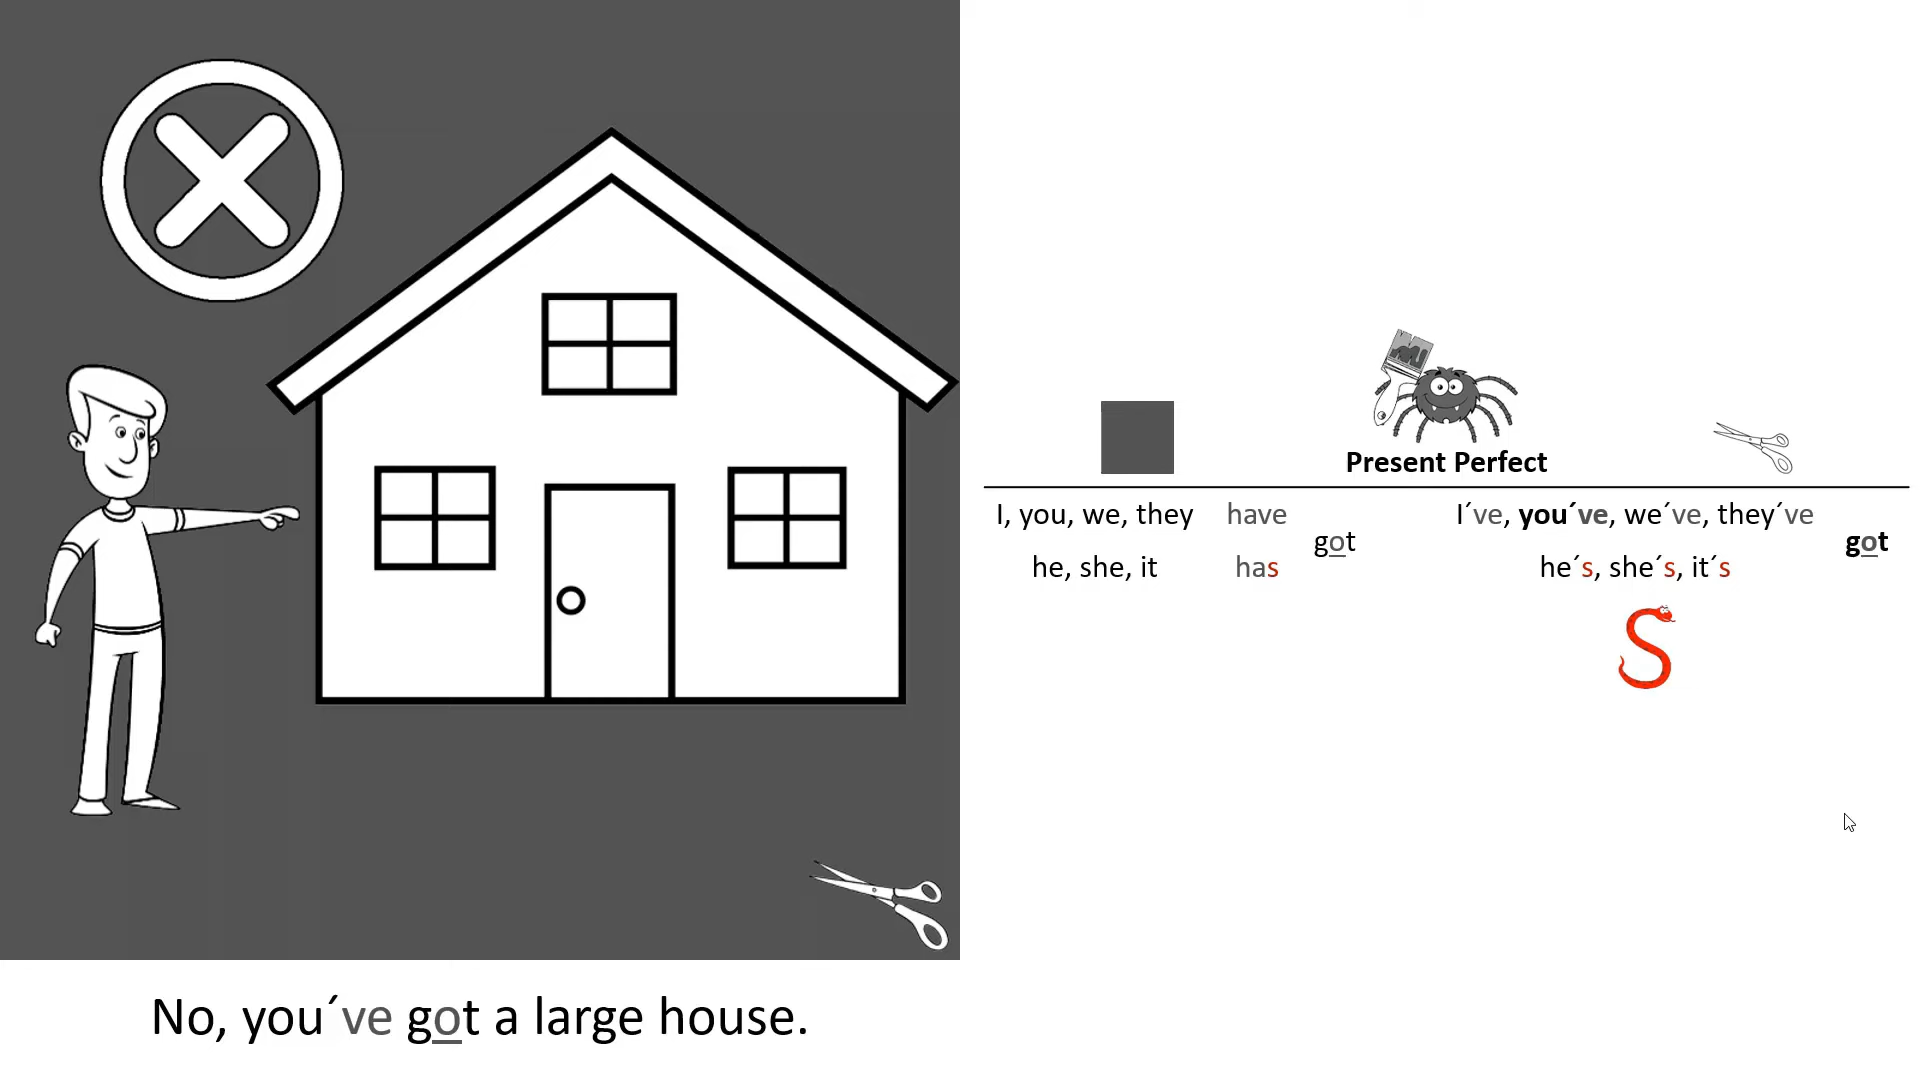 No, you´ve got a large house.
Present Perfect
I, you, we, they have I´ve, you´ve, we´ve, they´ve
got got
he, she, it has he´s, she´s, it´s